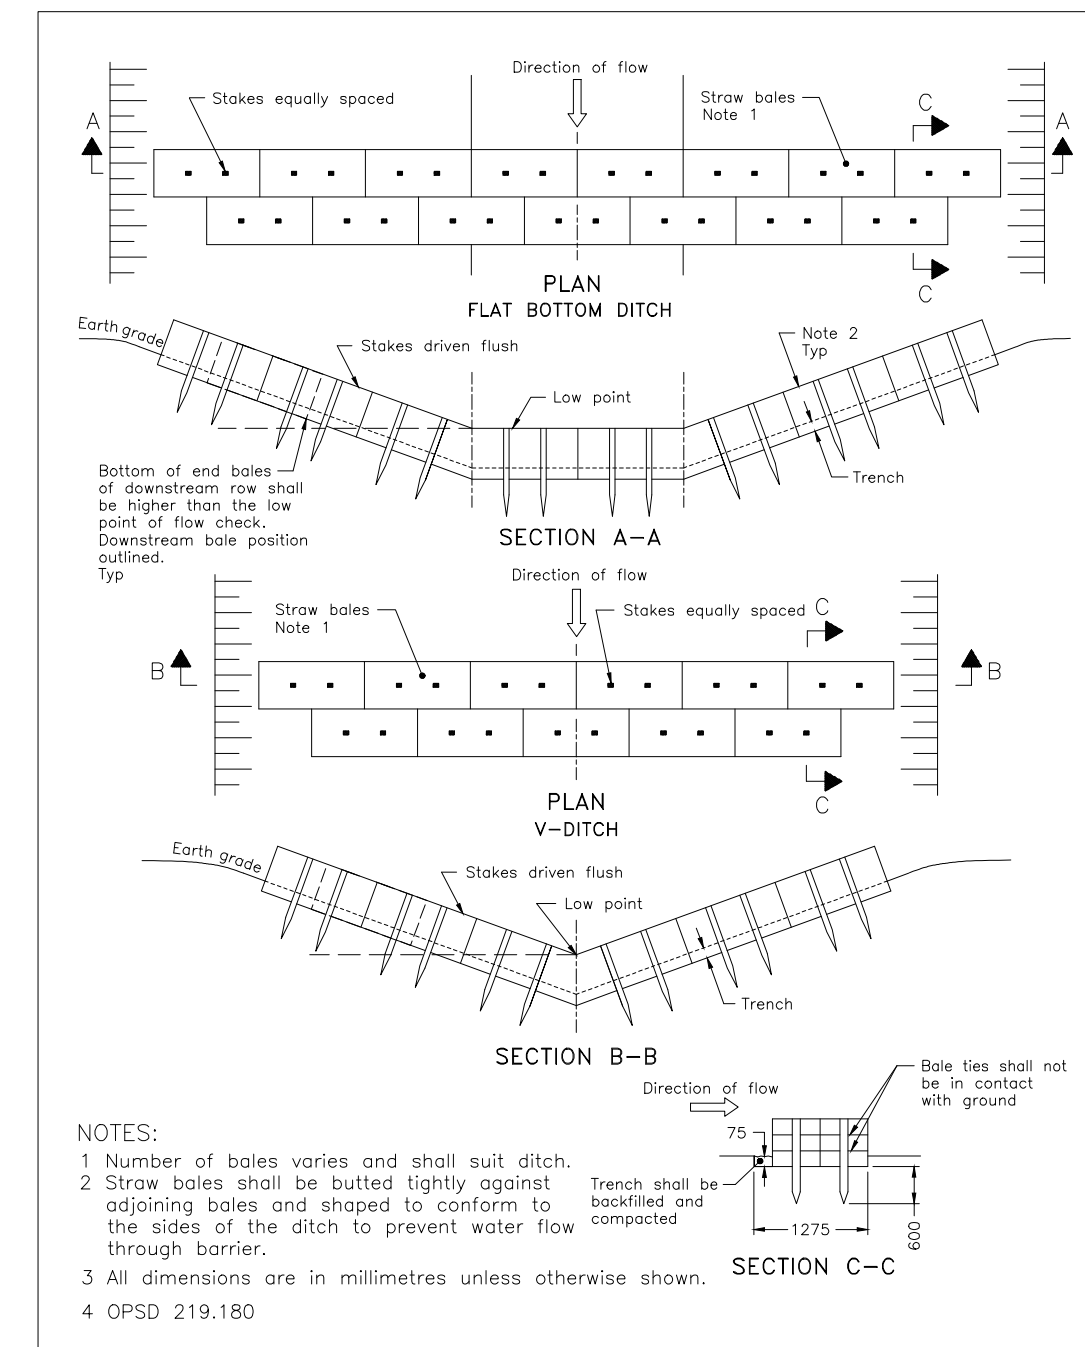 Direction of flow
Stakes equally spaced
Straw bales
Note 1
C
A
A
C
PLAN
FLAT BOTTOM DITCH
Earth grade
Stakes driven flush
Note 2
Typ
Low point
Bottom of end bales
of downstream row shall
be higher than the low
point of flow check.
Downstream bale position
outlined.
Typ
Trench
SECTION A-A
Direction of flow
Straw bales
Note 1
Stakes equally spaced
C
B
B
C
PLAN
V-DITCH
Earth grade
Stakes driven flush
Low point
Trench
SECTION B-B
Bale ties shall not
be in contact
with ground
Direction of flow
75
Trench shall be
backfilled and
compacted
1275
600
SECTION C-C
NOTES:
1 Number of bales varies and shall suit ditch.
2 Straw bales shall be butted tightly against
adjoining bales and shaped to conform to
the sides of the ditch to prevent water flow
through barrier.
3 All dimensions are in millimetres unless otherwise shown.
4 OPSD 219.180